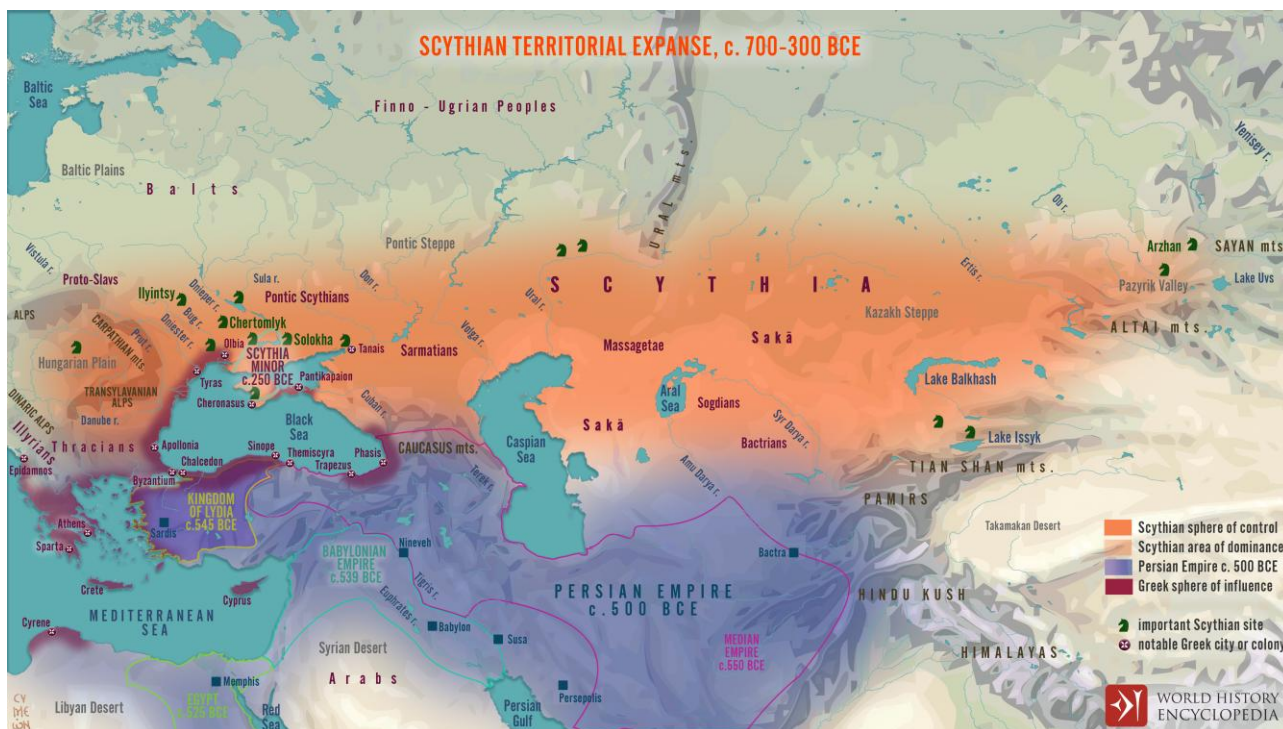 SCYTHIAN TERRITORIAL EXPANSE, c. 700-300 BCE
Baltic
Sea
Finno - Ugrian Peoples
Yenisey r.
Baltic Plains
Balts
URAL mts.
Ob r.
Pontic Steppe
Vistula r.
Arzhan
SAYAN mts.
Proto-Slavs
Sula r.
Don r.
Ertis r.
Pazyrik Valley
Lake Uvs
Ilyintsy
Dnieper r.
Pontic Scythians
SCYTHIA
Ural r.
ALPS
Bug r.
Kazakh Steppe
CARPATHIAN mts.
Prut r.
Dniester r.
Chertomlyk
Volga r.
ALTAI mts.
Hungarian Plain
Olbia
Solokha
Tanais
Sarmatians
Massagetae
Sakā
SCYTHIA
MINOR
c.250 BCE
Tyras
Pantikapaion
Lake Balkhash
TRANSYLAVANIAN
ALPS
Cheronasus
Cuban r.
Aral
Sea
Sogdians
DINARIC ALPS
Danube r.
Black
Sea
Sakā
Syr Darya r.
Illyrians
Thracians
Apollonia
Sinope
CAUCASUS mts.
Caspian
Sea
Bactrians
Lake Issyk
Chalcedon
Themiscyra
Phasis
Epidamnos
Byzantium
Trapezus
Terek r.
Amu Darya r.
TIAN SHAN mts.
KINGDOM
OF LYDIA
c.545 BCE
PAMIRS
Athens
Sardis
Takamakan Desert
Sparta
Nineveh
Bactra
BABYLONIAN
EMPIRE
c.539 BCE
Tigris r.
Crete
Cyprus
PERSIAN EMPIRE
c.500 BCE
HINDU KUSH
MEDITERRANEAN
SEA
Euphrates r.
Cyrene
Babylon
Susa
Syrian Desert
MEDIAN
EMPIRE
c.550 BCE
HIMALAYAS
Memphis
Arabs
Persepolis
EGYPT
c.525 BCE
Libyan Desert
Red
Sea
Persian
Gulf
Scythian sphere of control
Scythian area of dominance
Persian Empire c. 500 BCE
Greek sphere of influence
important Scythian site
notable Greek city or colony
WORLD HISTORY
ENCYCLOPEDIA